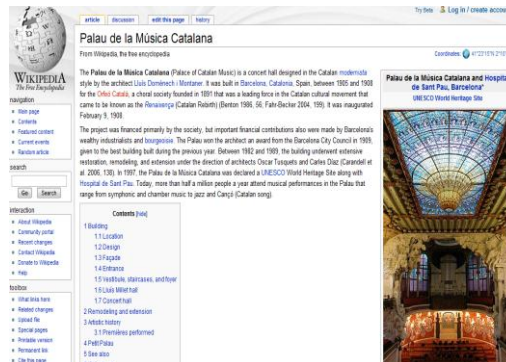 Try Beta Log in / create account
article discussion edit this page history
Palau de la Música Catalana
From Wikipedia, the free encyclopedia
Coordinates:
The Palau de la Música Catalana (Palace of Catalan Music) is a concert hall designed in the Catalan modernista
style by the architect Lluís Domènech i Montaner. It was built in Barcelona, Catalonia, Spain, between 1905 and 1908
for the Orfeó Català, a choral society founded in 1891 that was a leading force in the Catalan cultural movement that
came to be known as the Renaixença (Catalan Rebirth) (Benton 1986, 56; Fahr-Becker 2004, 199). It was inaugurated
February 9, 1908.
The project was financed primarily by the society, but important financial contributions also were made by Barcelona's
wealthy industrialists and bourgeoisie. The Palau won the architect an award from the Barcelona City Council in 1909,
given to the best building built during the previous year. Between 1982 and 1989, the building underwent extensive
restoration, remodeling, and extension under the direction of architects Oscar Tusquets and Carles Díaz (Carandell et
al. 2006, 136). In 1997, the Palau de la Música Catalana was declared a UNESCO World Heritage Site along with
Hospital de Sant Pau. Today, more than half a million people a year attend musical performances in the Palau that
range from symphonic and chamber music to jazz and Cançó (Catalan song).
Contents [hide]
1 Building
1.1 Location
1.2 Design
1.3 Façade
1.4 Entrance
1.5 Vestibule, staircases, and foyer
1.6 Lluís Millet hall
1.7 Concert hall
2 Remodeling and extension
3 Artistic history
3.1 Premières performed
4 Petit Palau
5 See also
Palau de la Música Catalana and Hospital
de Sant Pau, Barcelona*
UNESCO World Heritage Site
WIKIPEDIA
The Free Encyclopedia
navigation
Main page
Contents
Featured content
Current events
Random article
search
Go Search
interaction
About Wikipedia
Community portal
Recent changes
Contact Wikipedia
Donate to Wikipedia
Help
toolbox
What links here
Related changes
Upload file
Special pages
Printable version
Permanent link
Cite this page